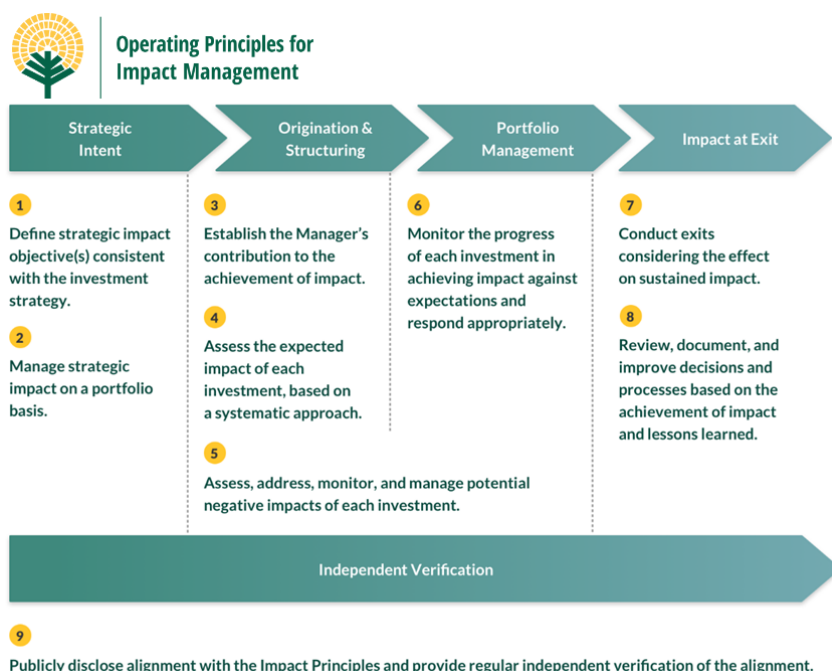 Operating Principles for
Impact Management
Strategic
Intent
Origination &
Structuring
Portfolio
Management
Impact at Exit
1
Define strategic impact
objective(s) consistent
with the investment
strategy.
2
Manage strategic
impact on a portfolio
basis.
3
Establish the Manager's
contribution to the
achievement of impact.
4
Assess the expected
impact of each
investment, based on
a systematic approach.
5
Assess, address, monitor, and manage potential
negative impacts of each investment.
6
Monitor the progress
of each investment in
achieving impact against
expectations and
respond appropriately.
7
Conduct exits
considering the effect
on sustained impact.
8
Review, document, and
improve decisions and
processes based on the
achievement of impact
and lessons learned.
Independent Verification
9
Publicly disclose alignment with the Impact Principles and provide regular independent verification of the alignment.